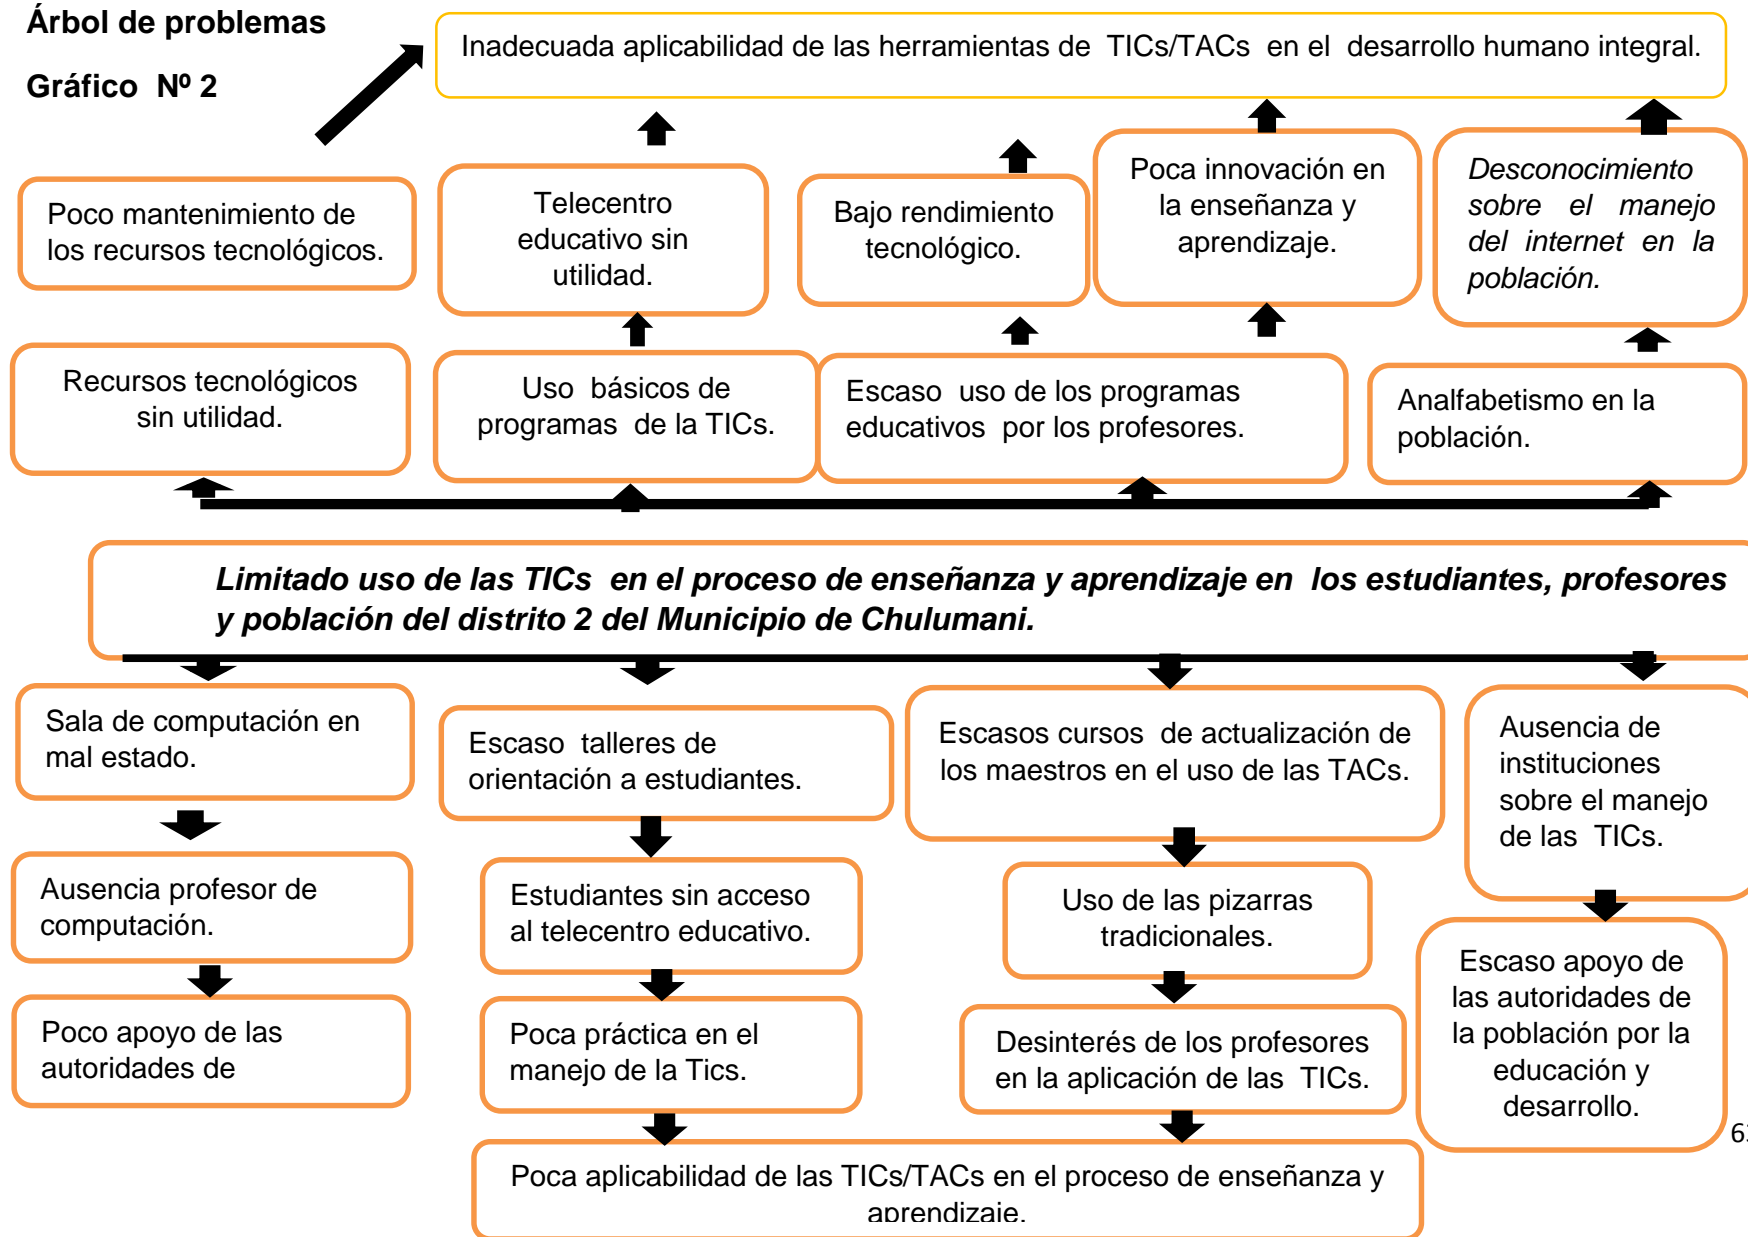 Árbol de problemas
Gráfico Nº 2
Inadecuada aplicabilidad de las herramientas de TICs/TACs en el desarrollo humano integral.
Poco mantenimiento de
los recursos tecnológicos.
Telecentro
educativo sin
utilidad.
Bajo rendimiento
tecnológico.
Poca innovación en
la enseñanza y
aprendizaje.
Desconocimiento
sobre el manejo
del internet en la
población.
Recursos tecnológicos
sin utilidad.
Uso básicos de
programas de la TICs.
Escaso uso de los programas
educativos por los profesores.
Analfabetismo en la
población.
Limitado uso de las TICs en el proceso de enseñanza y aprendizaje en los estudiantes, profesores
y población del distrito 2 del Municipio de Chulumani.
Sala de computación en
mal estado.
Escaso talleres de
orientación a estudiantes.
Escasos cursos de actualización de
los maestros en el uso de las TACs.
Ausencia de
instituciones
sobre el manejo
de las TICs.
Ausencia profesor de
computación.
Estudiantes sin acceso
al telecentro educativo.
Uso de las pizarras
tradicionales.
Escaso apoyo de
las autoridades de
la población por la
educación y
desarrollo.
Poco apoyo de las
autoridades de
Poca práctica en el
manejo de la Tics.
Desinterés de los profesores
en la aplicación de las TICs.
Poca aplicabilidad de las TICs/TACs en el proceso de enseñanza y
aprendizaje.